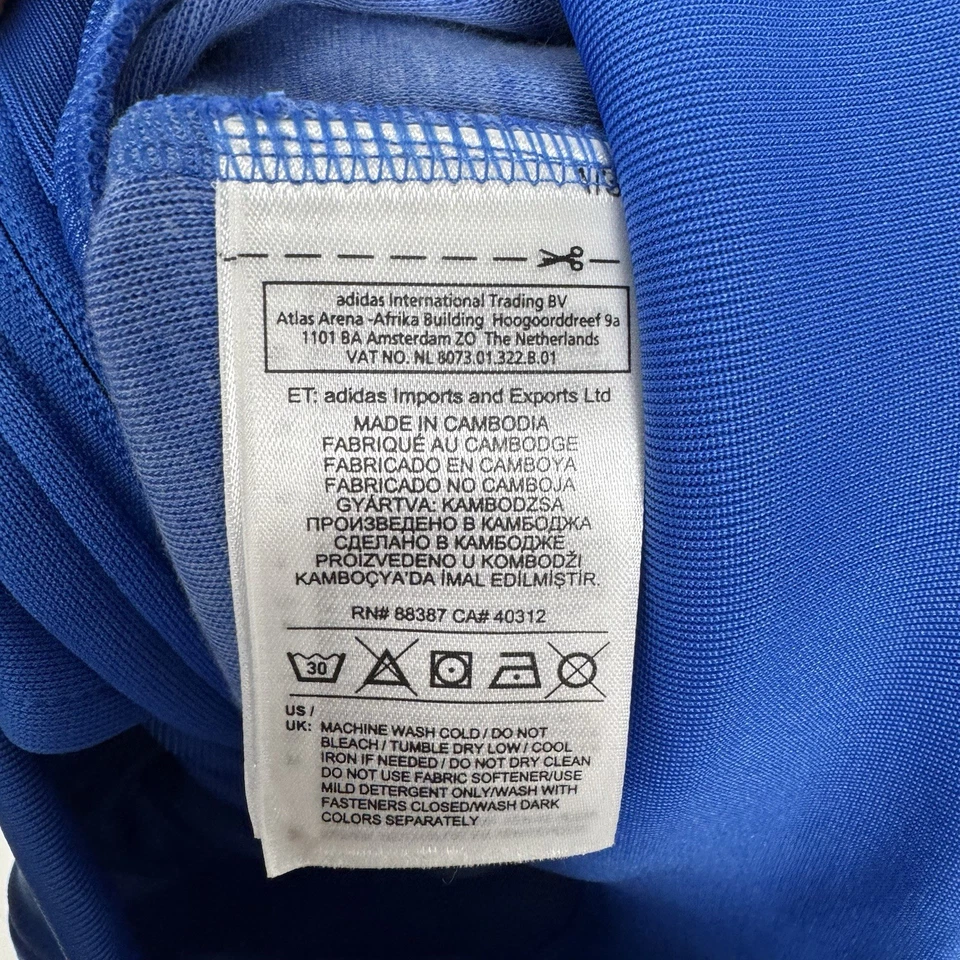 adidas International Trading BV
Atlas Arena -Afrika Building Hoogoorddreef 9a
1101 BA Amsterdam ZO The Netherlands
VAT NO. NL 8073.01.322.B.01
ET: adidas Imports and Exports Ltd
MADE IN CAMBODIA
FABRIQUÉ AU CAMBODGE
FABRICADO EN CAMBOYA
FABRICADO NO CAMBOJA
GYÁRTVA: KAMBODZSA
ПРОИЗВЕДЕНО В КАМБОДЖА
СДЕЛАНО В КАМБОДЖЕ
PROIZVEDENO U KOMBODŽI
KAMBOÇYA'DA İMAL EDİLMİŞTİR.
RN# 88387 CA# 40312
30
US /
UK: MACHINE WASH COLD / DO NOT
BLEACH / TUMBLE DRY LOW / COOL
IRON IF NEEDED / DO NOT DRY CLEAN
DO NOT USE FABRIC SOFTENER/USE
MILD DETERGENT ONLY/WASH WITH
FASTENERS CLOSED/WASH DARK
COLORS SEPARATELY